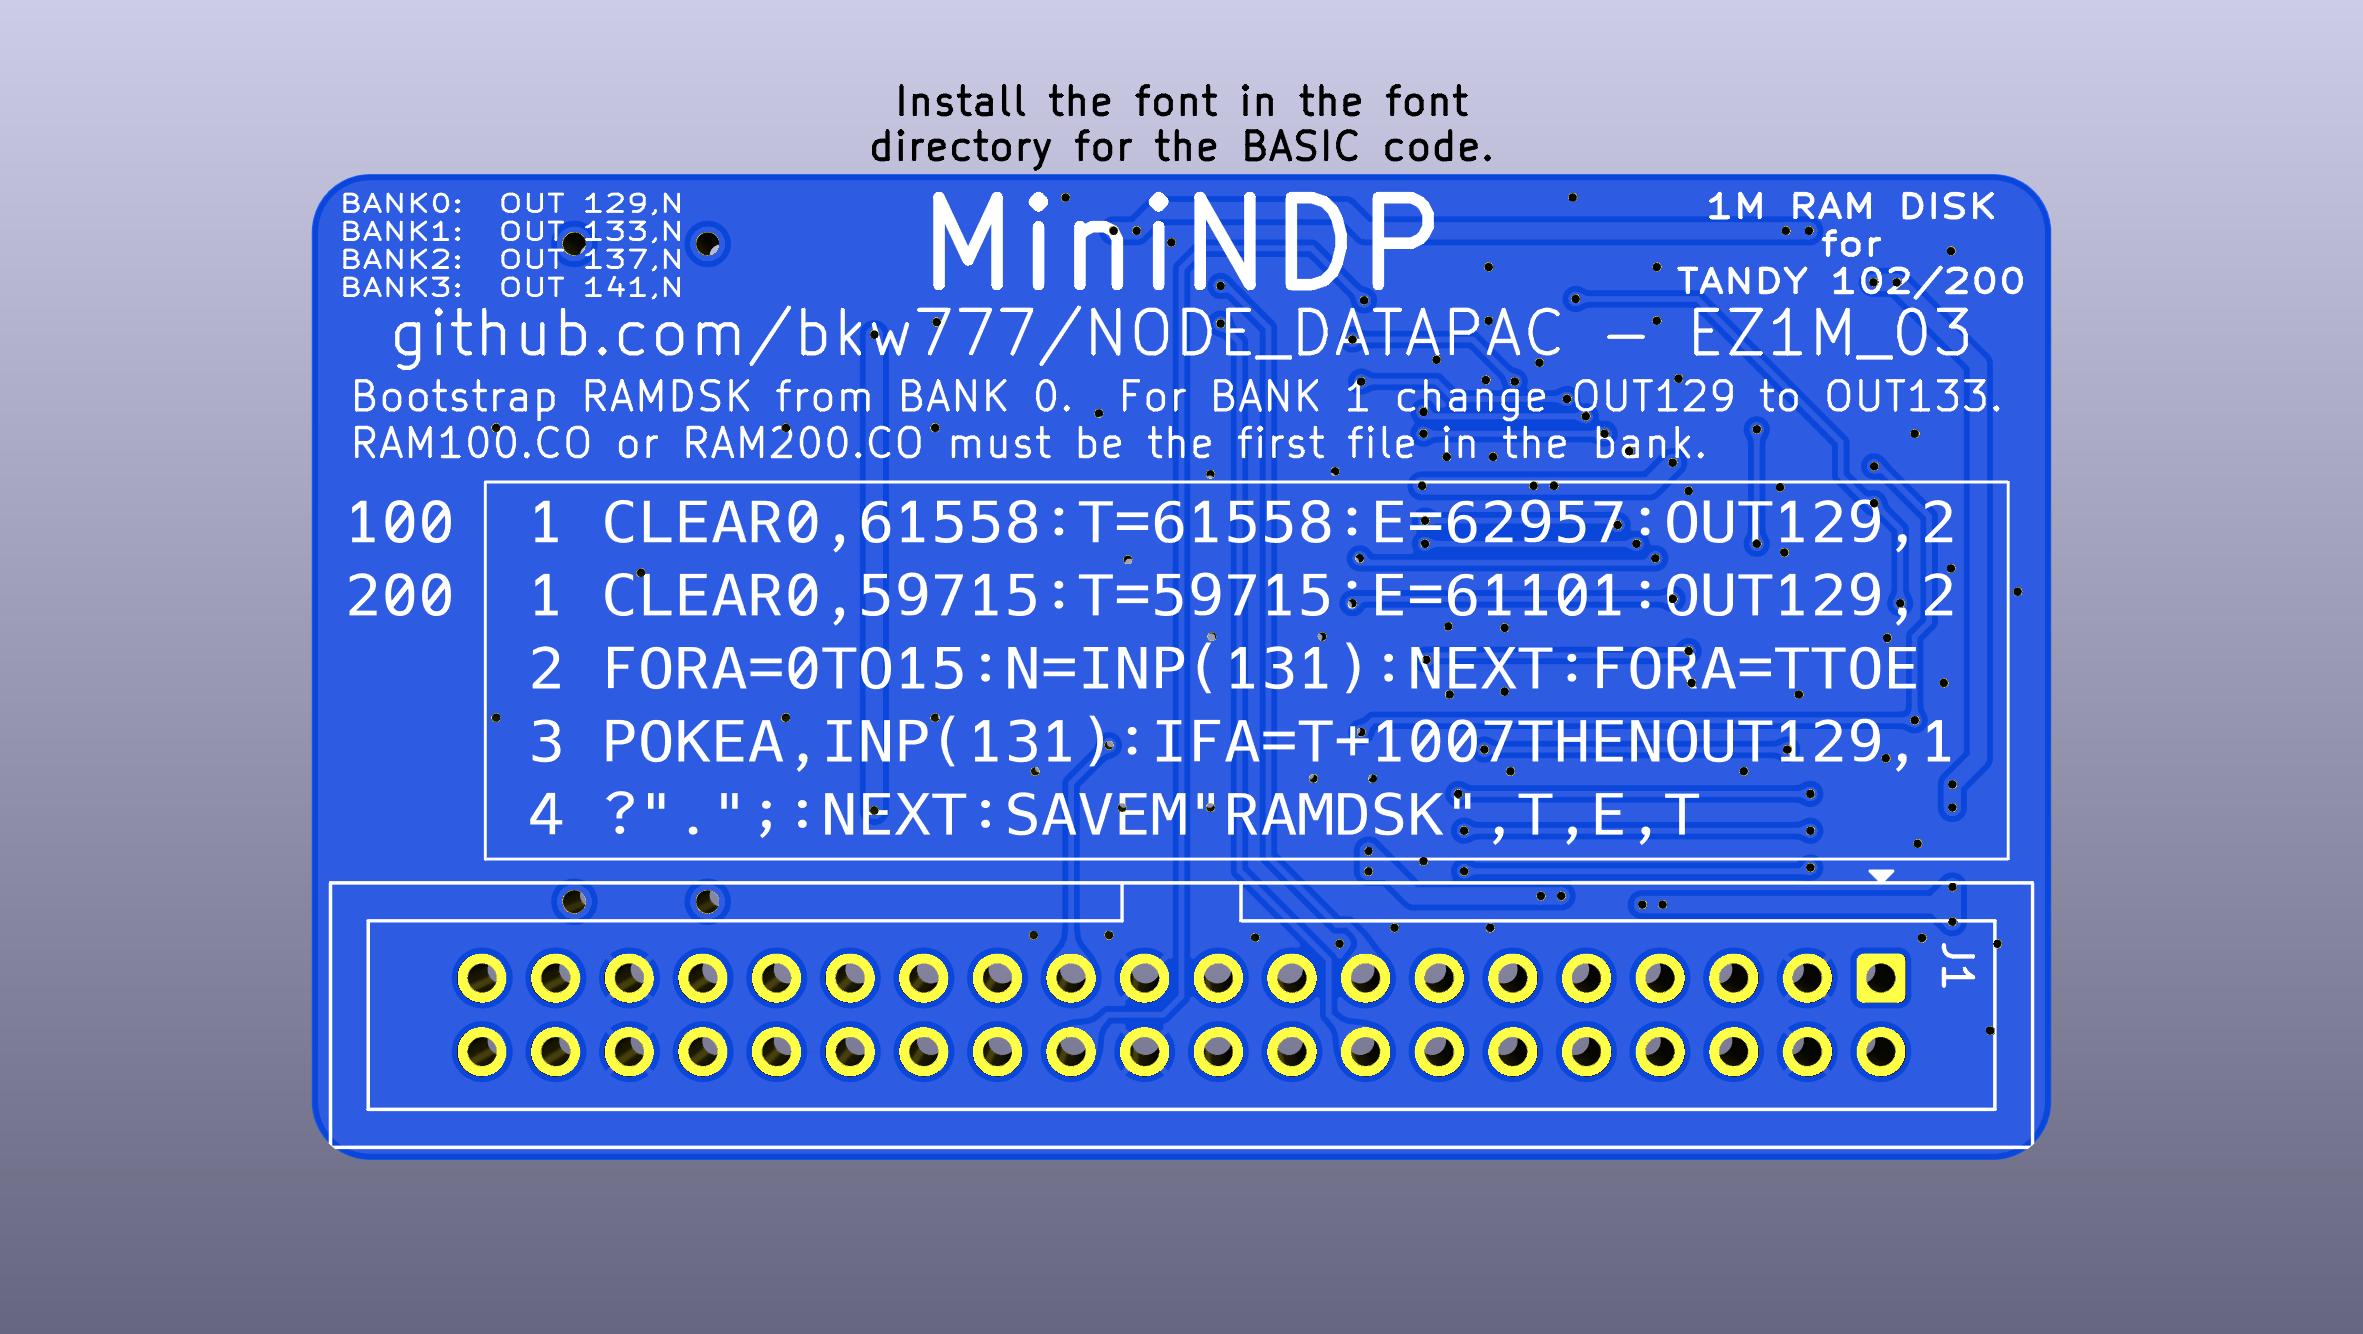 Install the font in the font
directory for the BASIC code.
BANK0: OUT 129,N
BANK1: OUT 133,N
BANK2: OUT 137,N
BANK3: OUT 141,N
MiniNDP
1M RAM DISK
for
TANDY 102/200
github.com/bkw777/NODE_DATAPAC - EZ1M_03
Bootstrap RAMDSK from BANK 0. For BANK 1 change OUT129 to OUT133.
RAM100.CO or RAM200.CO must be the first file in the bank.
100 1 CLEAR0,61558:T=61558:E=62957:OUT129,2
200 1 CLEAR0,59715:T=59715:E=61101:OUT129,2
2 FORA=0TO15:N=INP(131):NEXT:FORA=TTOE
3 POKEA,INP(131):IFA=T+1007THENOUT129,1
4 ?".";:NEXT:SAVEM"RAMDSK",T,E,T
J1